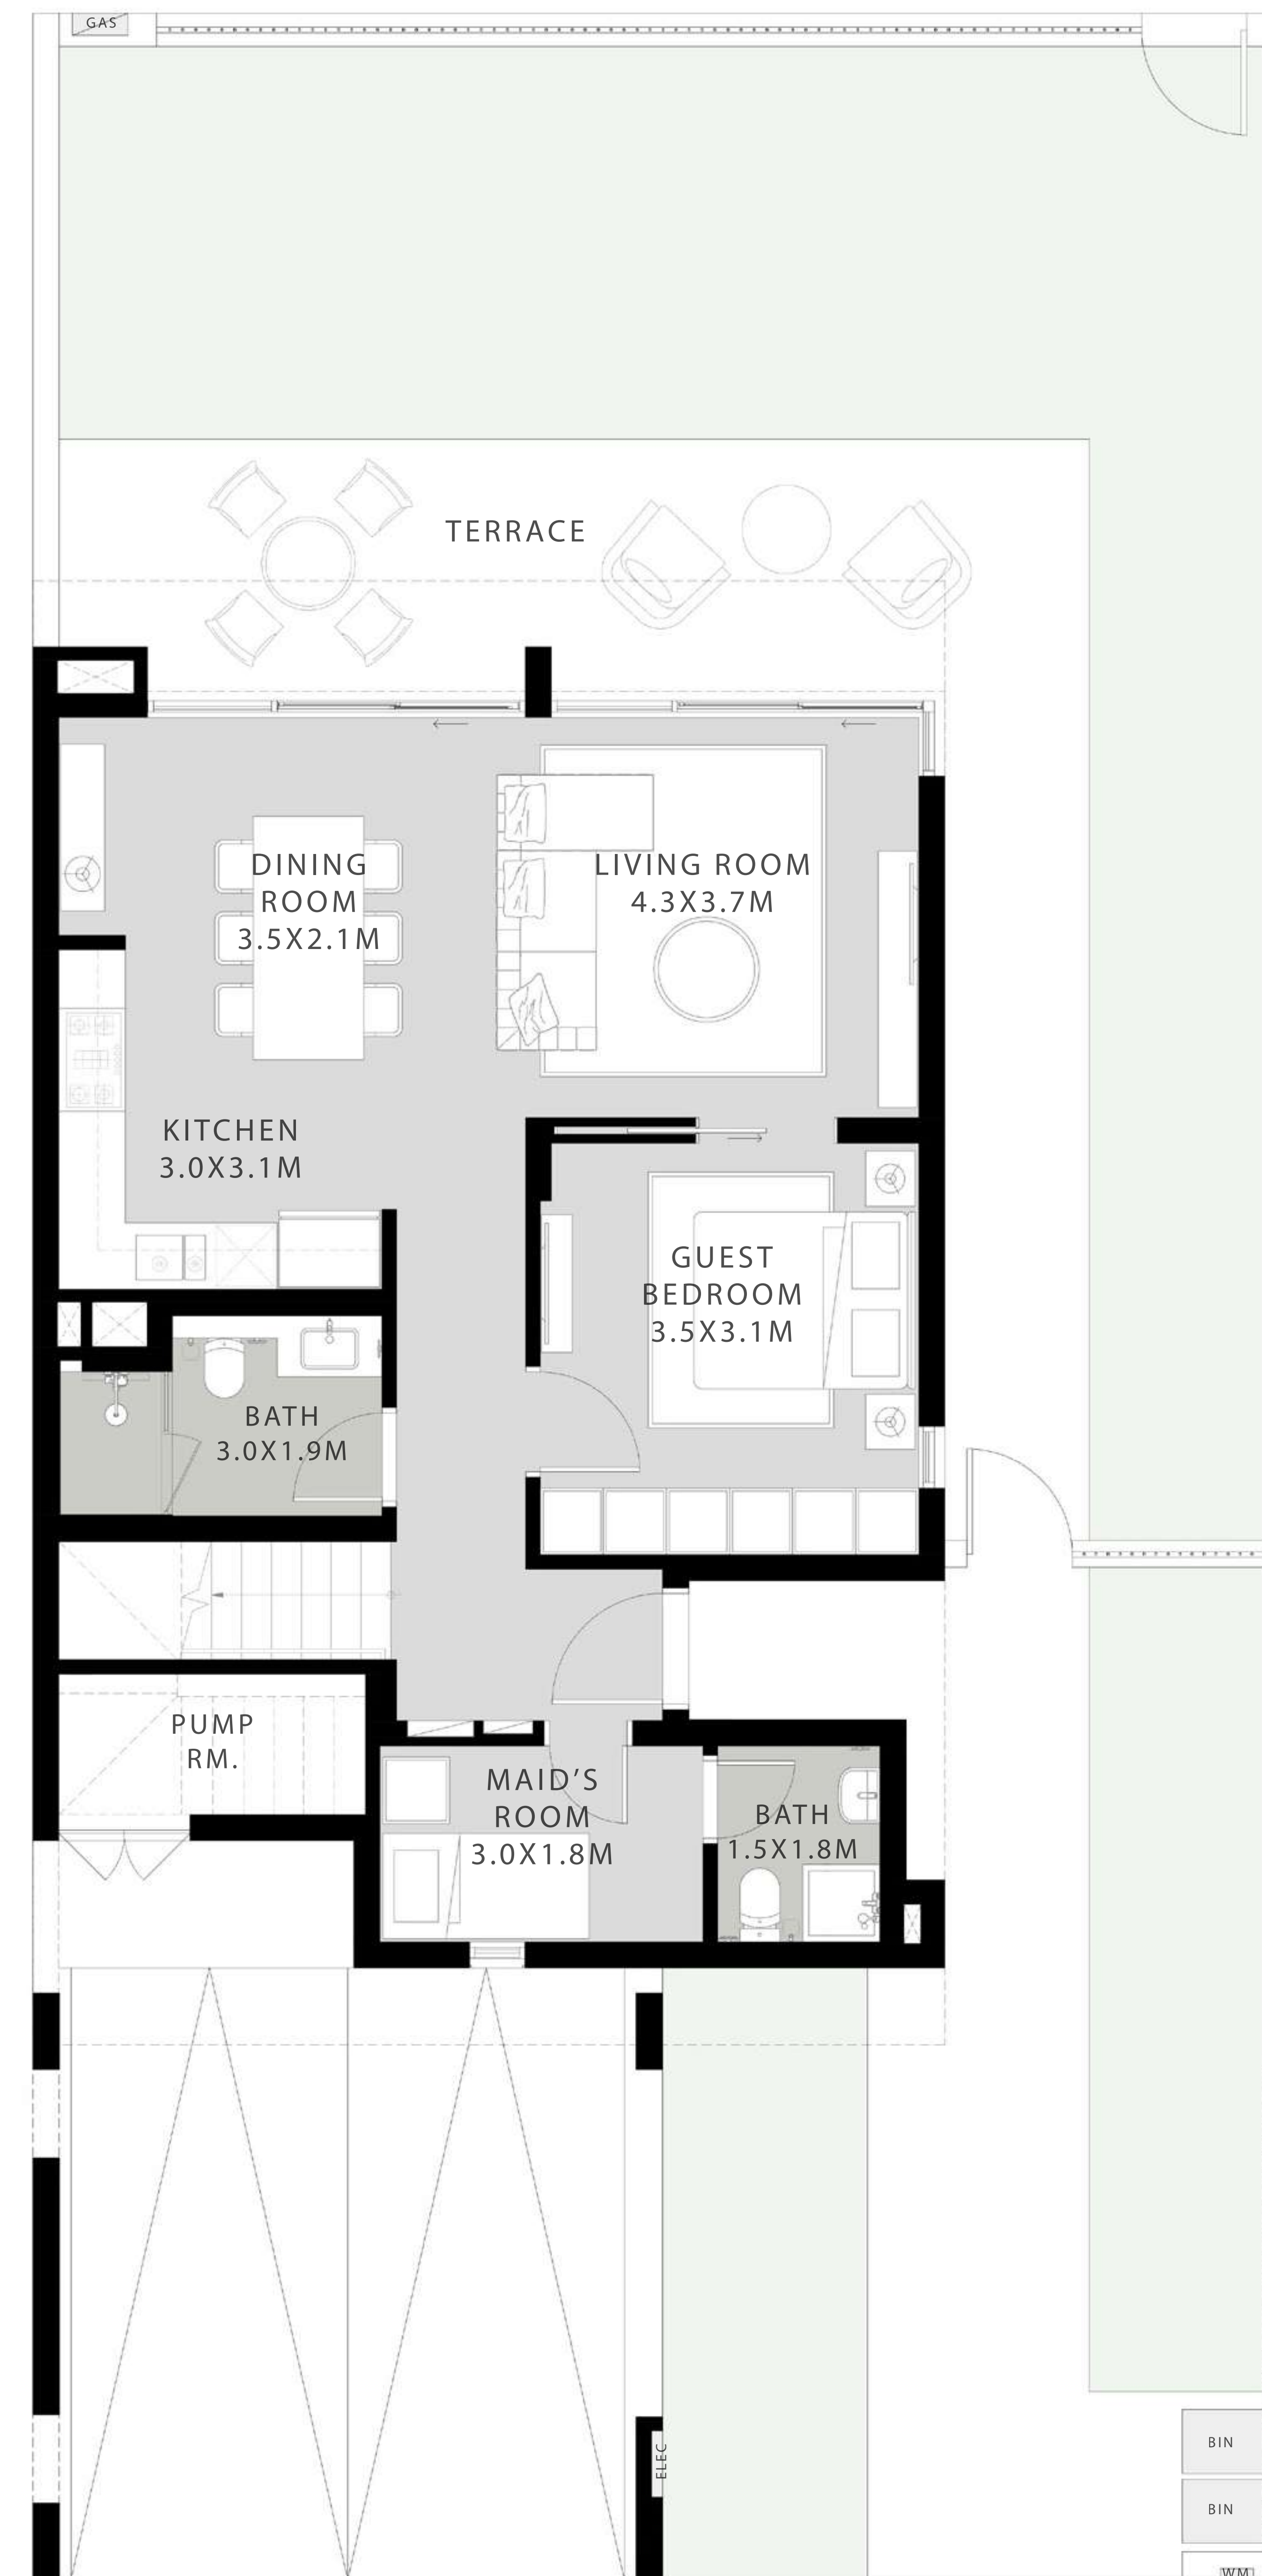 GAS
TERRACE
DINING
ROOM
3.5X2.1M
LIVING ROOM
4.3X3.7M
KITCHEN
3.0X3.1M
GUEST
BEDROOM
3.5X3.1M
BATH
3.0X1.9M
PUMP
RM.
MAID’S
ROOM
3.0X1.8M
BATH
1.5X1.8M
ELEC
BIN
BIN
WM